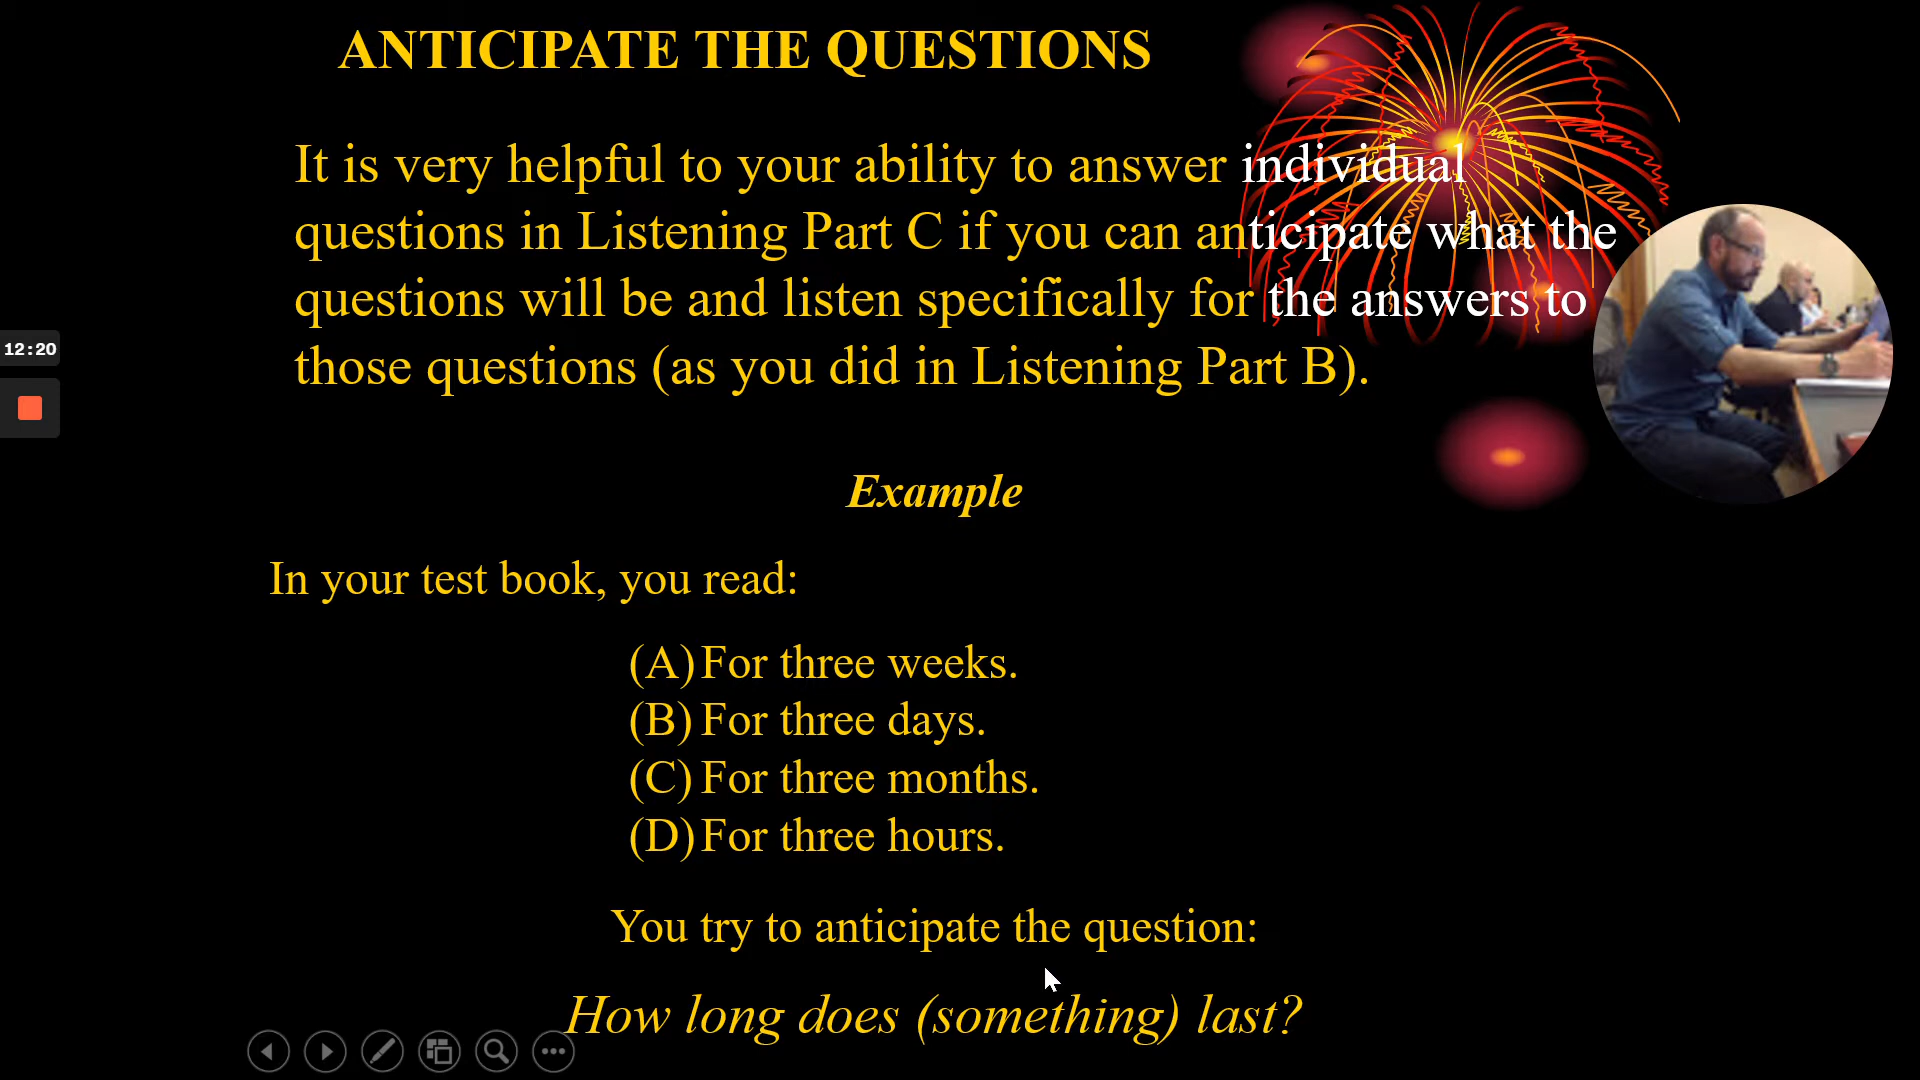 ANTICIPATE THE QUESTIONS
It is very helpful to your ability to answer individual
questions in Listening Part C if you can anticipate what the
questions will be and listen specifically for the answers to
those questions (as you did in Listening Part B).
12:20
Example
In your test book, you read:
(A) For three weeks.
(B) For three days.
(C) For three months.
(D) For three hours.
You try to anticipate the question:
How long does (something) last?